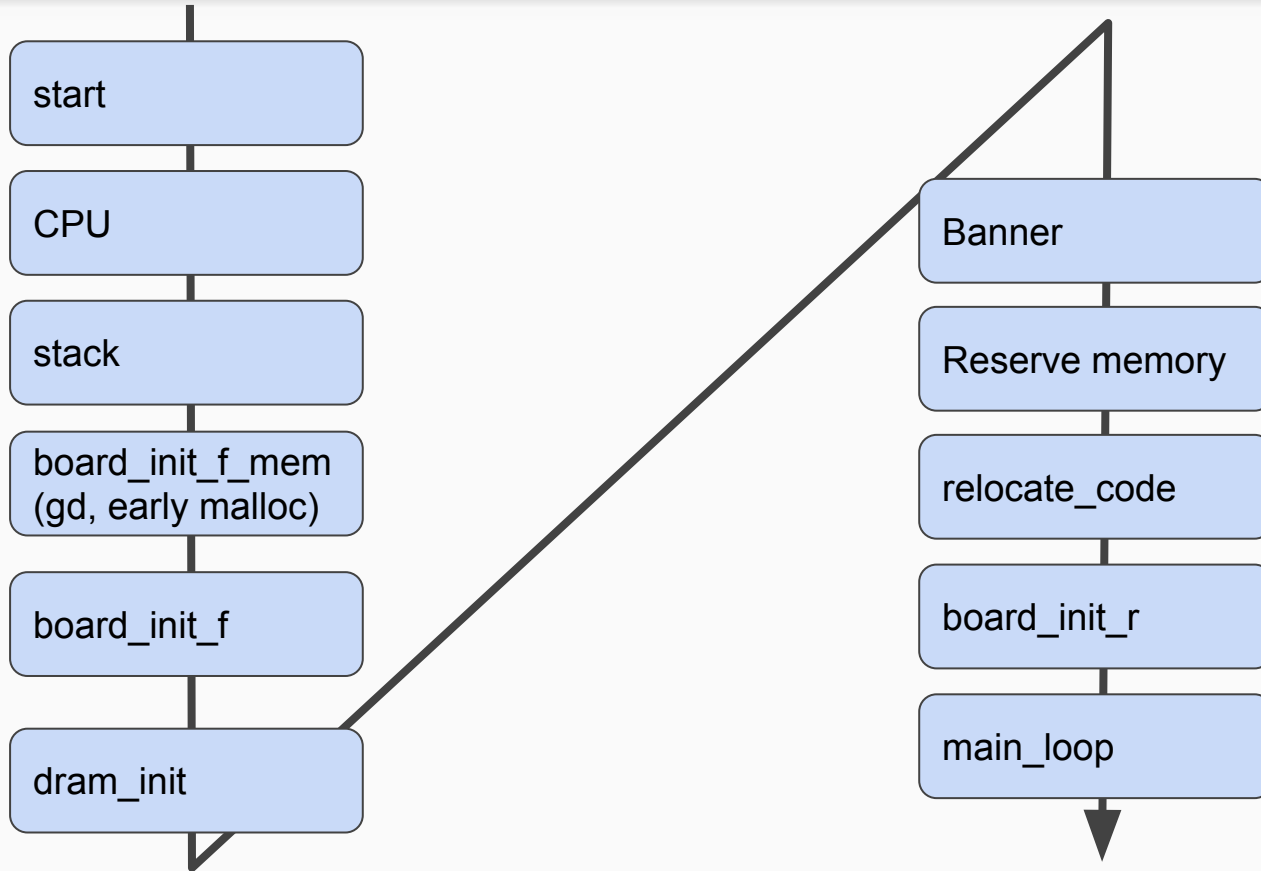 start
CPU
stack
board_init_f_mem
(gd, early malloc)
board_init_f
dram_init
Banner
Reserve memory
relocate_code
board_init_r
main_loop